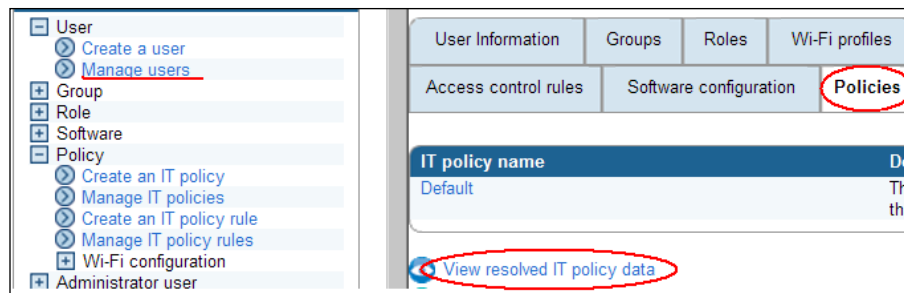 User
Create a user
Manage users
Group
Role
Software
Policy
Create an IT policy
Manage IT policies
Create an IT policy rule
Manage IT policy rules
Wi-Fi configuration
Administrator user
User Information
Groups
Roles
Wi-Fi profiles
Access control rules
Software configuration
Policies
IT policy name
Default
View resolved IT policy data